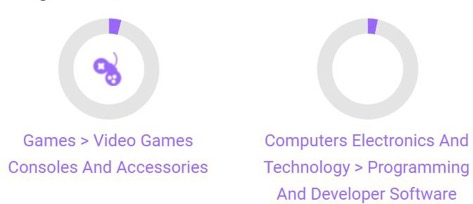 Games > Video Games
Consoles And Accessories
Computers Electronics And
Technology > Programming
And Developer Software